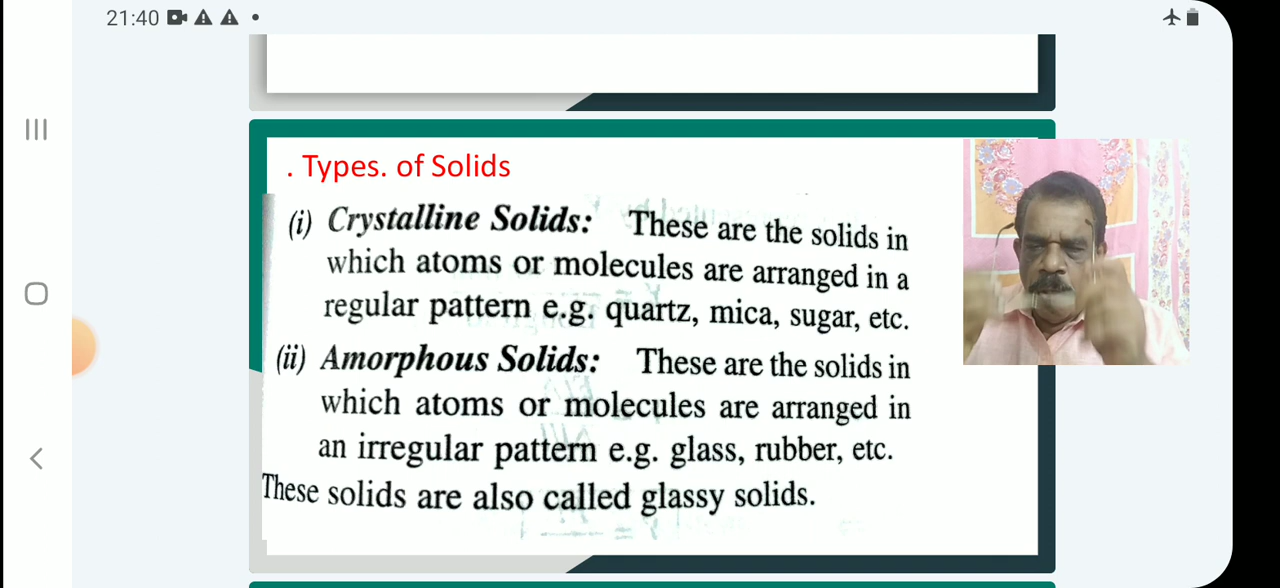 21:40
. Types. of Solids
(i) Crystalline Solids: These are the solids in
which atoms or molecules are arranged in a
regular pattern e.g. quartz, mica, sugar, etc.
(ii) Amorphous Solids: These are the solids in
which atoms or molecules are arranged in
an irregular pattern e.g. glass, rubber, etc.
These solids are also called glassy solids.